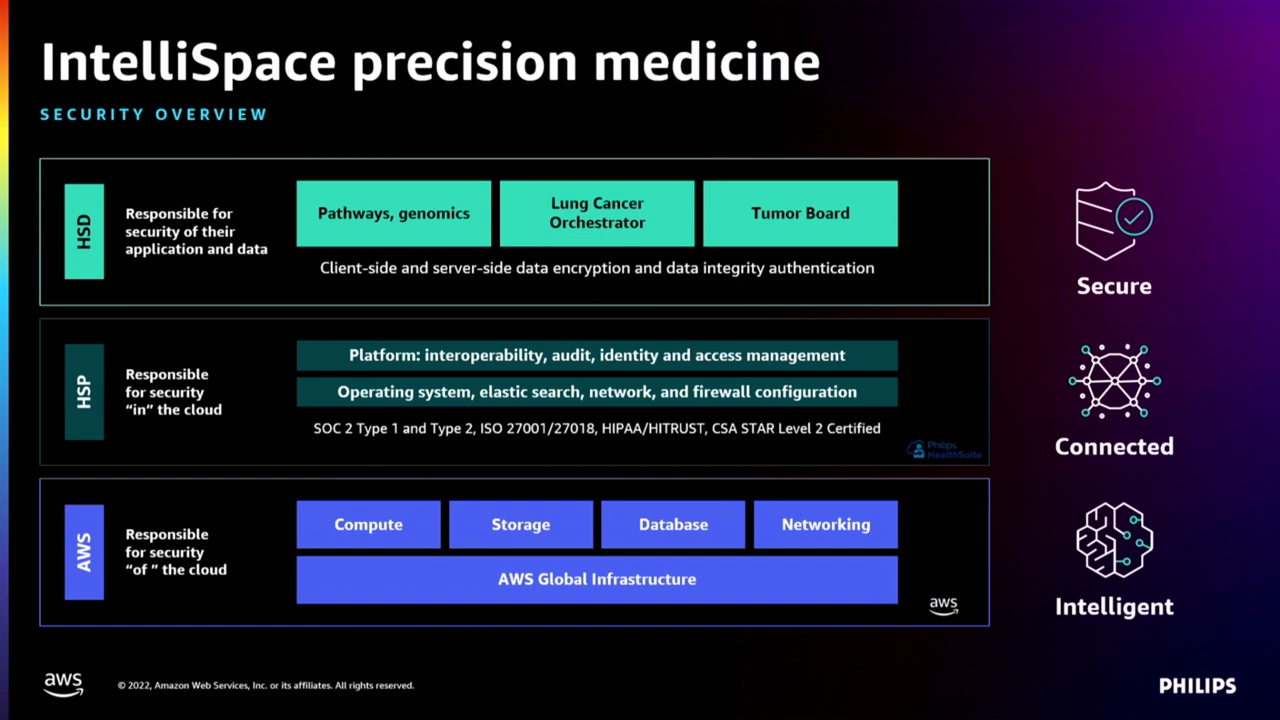 IntelliSpace precision medicine
SECURITY OVERVIEW
HSD
Responsible for
security of their
application and data
Pathways, genomics
Lung Cancer
Orchestrator
Tumor Board
Client-side and server-side data encryption and data integrity authentication
Secure
HSP
Responsible
for security
“in” the cloud
Platform: interoperability, audit, identity and access management
Operating system, elastic search, network, and firewall configuration
SOC 2 Type 1 and Type 2, ISO 27001/27018, HIPAA/HITRUST, CSA STAR Level 2 Certified
Philips
HealthSuite
Connected
AWS
Responsible
for security
“of ” the cloud
Compute
Storage
Database
Networking
AWS Global Infrastructure
aws
Intelligent
aws
© 2022, Amazon Web Services, Inc. or its affiliates. All rights reserved.
PHILIPS